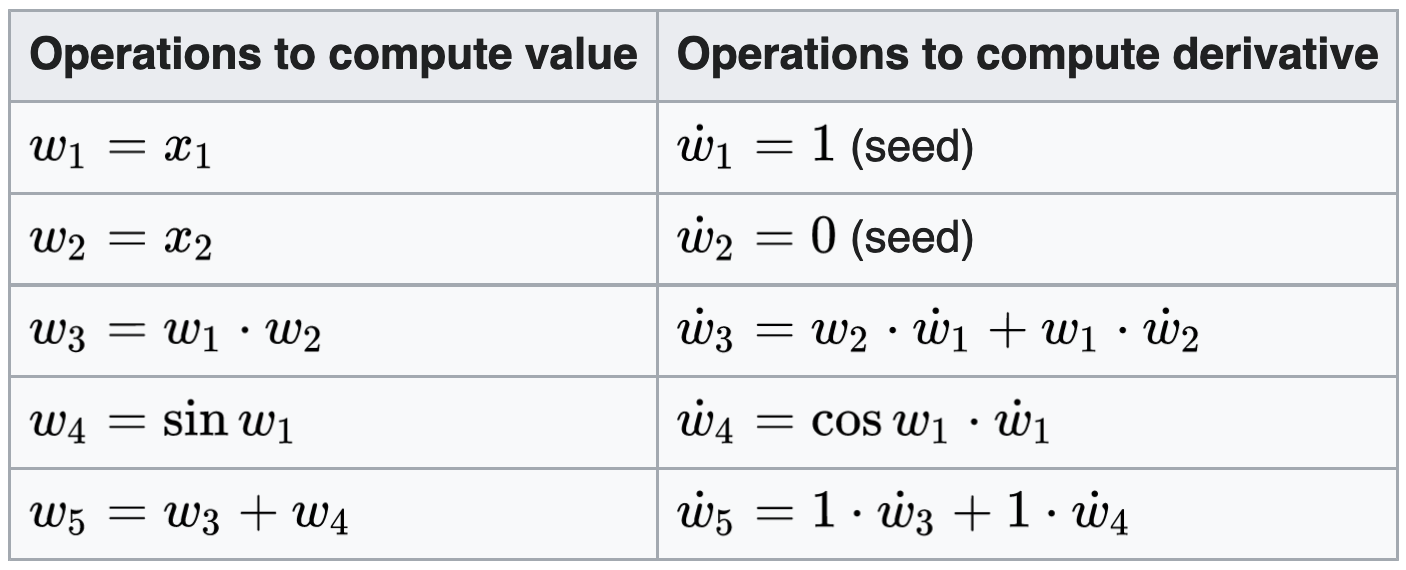 Operations to compute value Operations to compute derivative
w₁ = x₁ ẇ₁ = 1 (seed)
w₂ = x₂ ẇ₂ = 0 (seed)
w₃ = w₁ · w₂ ẇ₃ = w₂ · ẇ₁ + w₁ · ẇ₂
w₄ = sin w₁ ẇ₄ = cos w₁ · ẇ₁
w₅ = w₃ + w₄ ẇ₅ = 1 · ẇ₃ + 1 · ẇ₄